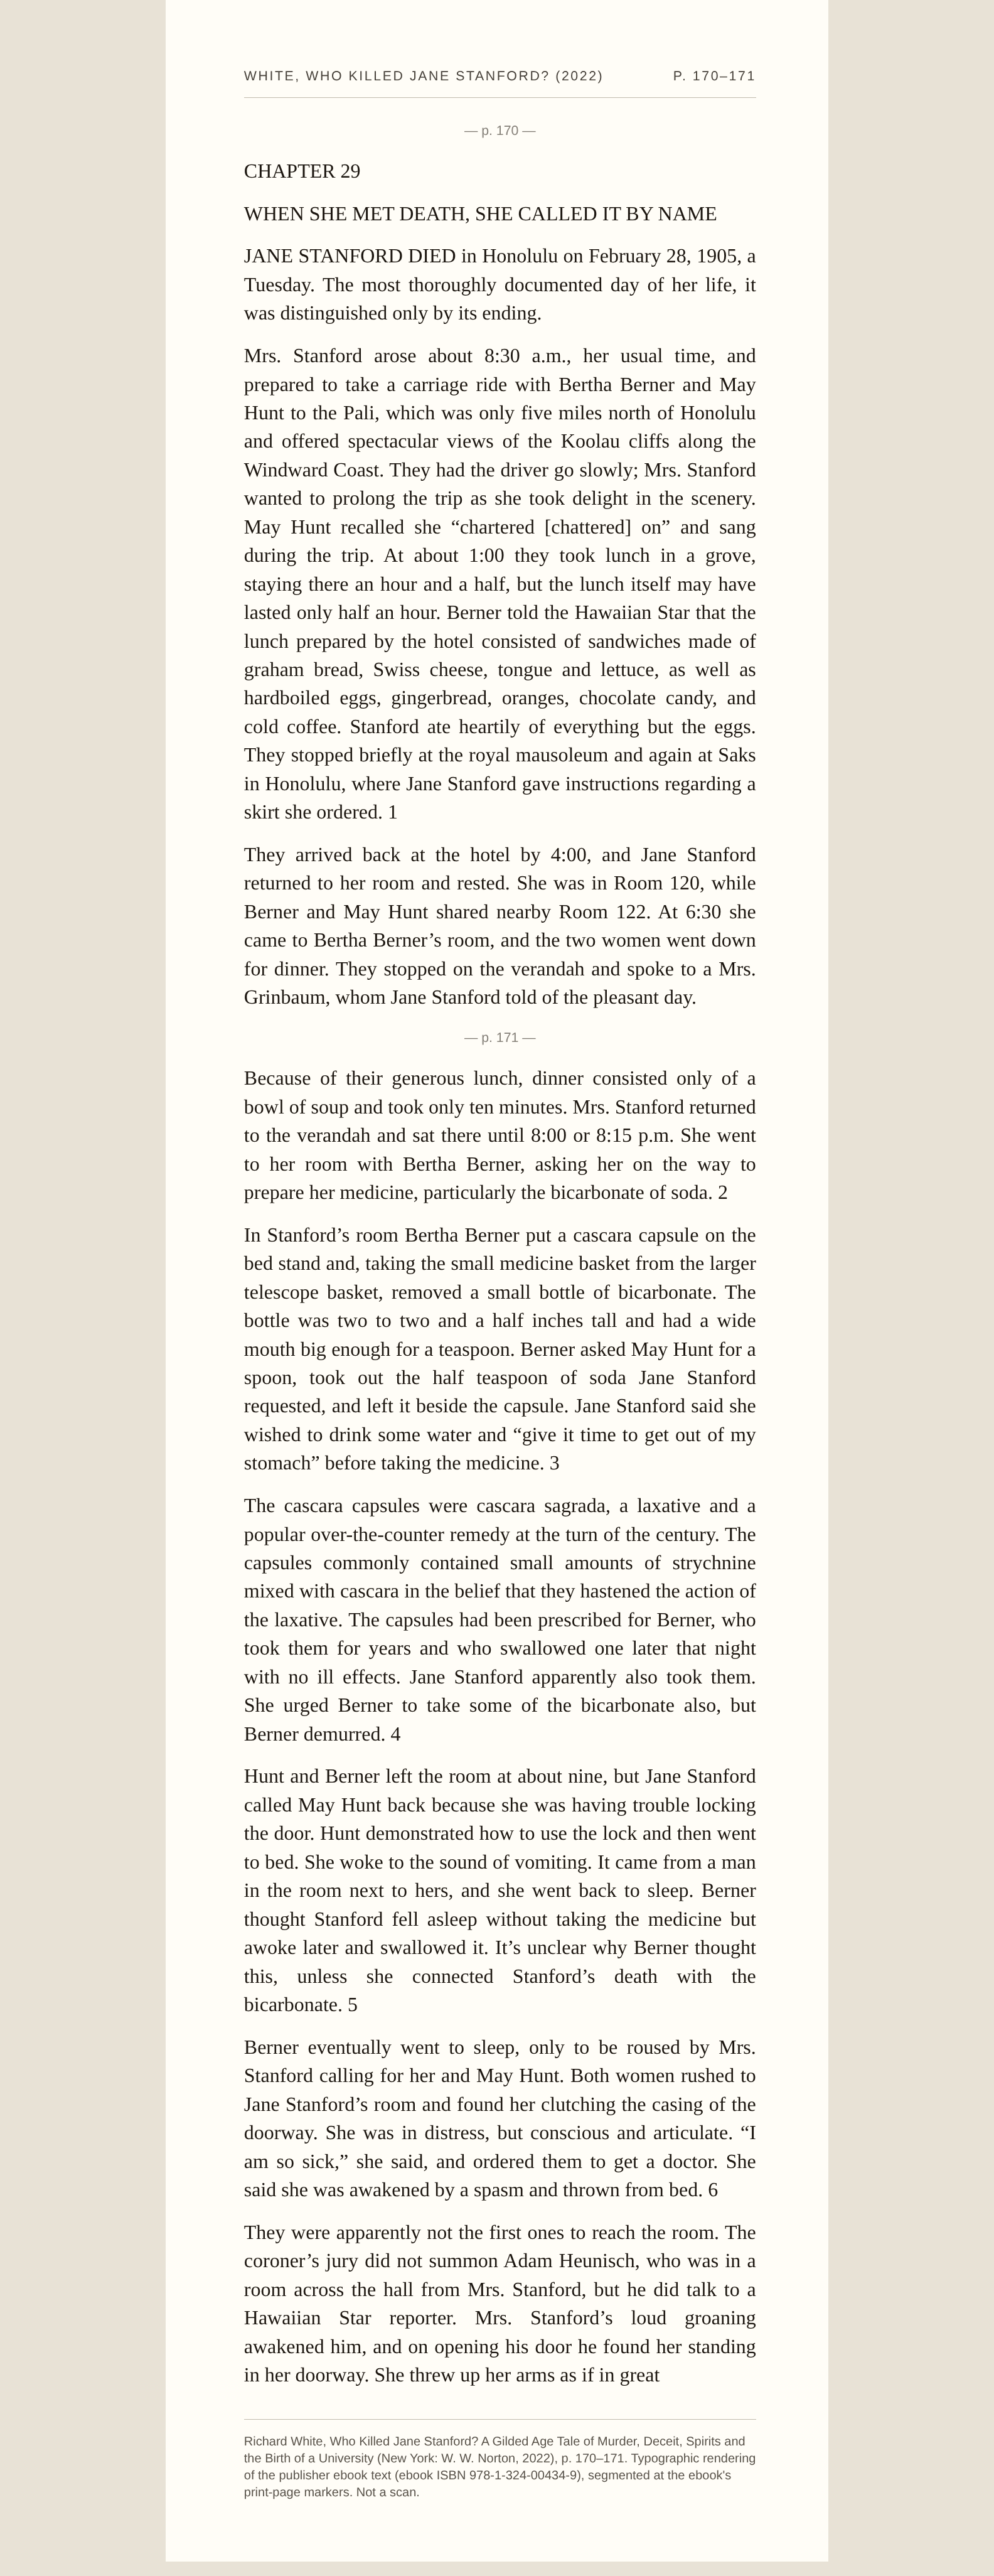 WHITE, WHO KILLED JANE STANFORD? (2022) P. 170–171
— p. 170 —
CHAPTER 29
WHEN SHE MET DEATH, SHE CALLED IT BY NAME
JANE STANFORD DIED in Honolulu on February 28, 1905, a
Tuesday. The most thoroughly documented day of her life, it
was distinguished only by its ending.
Mrs. Stanford arose about 8:30 a.m., her usual time, and
prepared to take a carriage ride with Bertha Berner and May
Hunt to the Pali, which was only five miles north of Honolulu
and offered spectacular views of the Koolau cliffs along the
Windward Coast. They had the driver go slowly; Mrs. Stanford
wanted to prolong the trip as she took delight in the scenery.
May Hunt recalled she “chartered [chattered] on” and sang
during the trip. At about 1:00 they took lunch in a grove,
staying there an hour and a half, but the lunch itself may have
lasted only half an hour. Berner told the Hawaiian Star that the
lunch prepared by the hotel consisted of sandwiches made of
graham bread, Swiss cheese, tongue and lettuce, as well as
hardboiled eggs, gingerbread, oranges, chocolate candy, and
cold coffee. Stanford ate heartily of everything but the eggs.
They stopped briefly at the royal mausoleum and again at Saks
in Honolulu, where Jane Stanford gave instructions regarding a
skirt she ordered. 1
They arrived back at the hotel by 4:00, and Jane Stanford
returned to her room and rested. She was in Room 120, while
Berner and May Hunt shared nearby Room 122. At 6:30 she
came to Bertha Berner’s room, and the two women went down
for dinner. They stopped on the verandah and spoke to a Mrs.
Grinbaum, whom Jane Stanford told of the pleasant day.
— p. 171 —
Because of their generous lunch, dinner consisted only of a
bowl of soup and took only ten minutes. Mrs. Stanford returned
to the verandah and sat there until 8:00 or 8:15 p.m. She went
to her room with Bertha Berner, asking her on the way to
prepare her medicine, particularly the bicarbonate of soda. 2
In Stanford’s room Bertha Berner put a cascara capsule on the
bed stand and, taking the small medicine basket from the larger
telescope basket, removed a small bottle of bicarbonate. The
bottle was two to two and a half inches tall and had a wide
mouth big enough for a teaspoon. Berner asked May Hunt for a
spoon, took out the half teaspoon of soda Jane Stanford
requested, and left it beside the capsule. Jane Stanford said she
wished to drink some water and “give it time to get out of my
stomach” before taking the medicine. 3
The cascara capsules were cascara sagrada, a laxative and a
popular over-the-counter remedy at the turn of the century. The
capsules commonly contained small amounts of strychnine
mixed with cascara in the belief that they hastened the action of
the laxative. The capsules had been prescribed for Berner, who
took them for years and who swallowed one later that night
with no ill effects. Jane Stanford apparently also took them.
She urged Berner to take some of the bicarbonate also, but
Berner demurred. 4
Hunt and Berner left the room at about nine, but Jane Stanford
called May Hunt back because she was having trouble locking
the door. Hunt demonstrated how to use the lock and then went
to bed. She woke to the sound of vomiting. It came from a man
in the room next to hers, and she went back to sleep. Berner
thought Stanford fell asleep without taking the medicine but
awoke later and swallowed it. It’s unclear why Berner thought
this, unless she connected Stanford’s death with the
bicarbonate. 5
Berner eventually went to sleep, only to be roused by Mrs.
Stanford calling for her and May Hunt. Both women rushed to
Jane Stanford’s room and found her clutching the casing of the
doorway. She was in distress, but conscious and articulate. “I
am so sick,” she said, and ordered them to get a doctor. She
said she was awakened by a spasm and thrown from bed. 6
They were apparently not the first ones to reach the room. The
coroner’s jury did not summon Adam Heunisch, who was in a
room across the hall from Mrs. Stanford, but he did talk to a
Hawaiian Star reporter. Mrs. Stanford’s loud groaning
awakened him, and on opening his door he found her standing
in her doorway. She threw up her arms as if in great
Richard White, Who Killed Jane Stanford? A Gilded Age Tale of Murder, Deceit, Spirits and
the Birth of a University (New York: W. W. Norton, 2022), p. 170–171. Typographic rendering
of the publisher ebook text (ebook ISBN 978-1-324-00434-9), segmented at the ebook's
print-page markers. Not a scan.